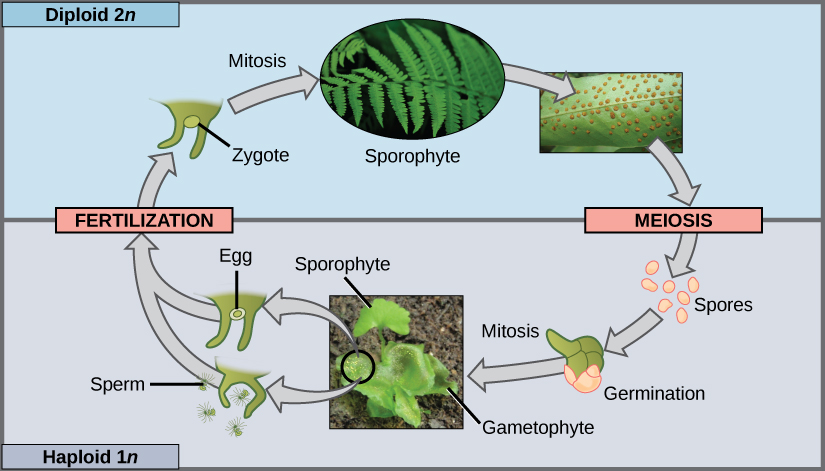 Diploid 2n
Mitosis
Zygote
Sporophyte
FERTILIZATION
MEIOSIS
Egg
Sporophyte
Spores
Mitosis
Sperm
Germination
Gametophyte
Haploid 1n